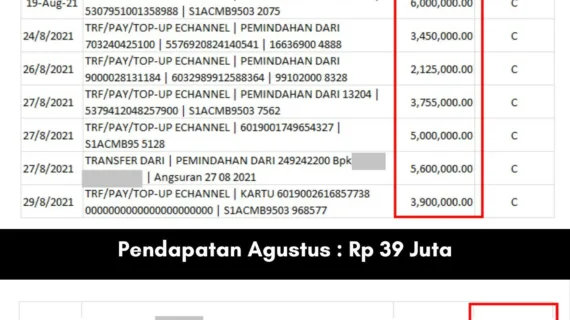 19-Aug-21 5307951001358988 | S1ACMB9503 2075 6,000,000.00 C
24/8/2021 TRF/PAY/TOP-UP ECHANNEL | PEMINDAHAN DARI 3,450,000.00 C
703240425100 | 5576920824140541 | 16636900 4888
26/8/2021 TRF/PAY/TOP-UP ECHANNEL | PEMINDAHAN DARI 2,125,000.00 C
9000028131184 | 6032989912588364 | 99102000 8328
27/8/2021 TRF/PAY/TOP-UP ECHANNEL | PEMINDAHAN DARI 13204 | 3,755,000.00 C
5379412048257900 | S1ACMB9503 7562
27/8/2021 TRF/PAY/TOP-UP ECHANNEL | 6019001749654327 | 5,000,000.00 C
S1ACMB95 5128
27/8/2021 TRANSFER DARI | PEMINDAHAN DARI 249242200 Bpk 5,600,000.00 C
| Angsuran 27 08 2021
29/8/2021 TRF/PAY/TOP-UP ECHANNEL | KARTU 6019002616857738 3,900,000.00 C
0000000000000000000000 | S1ACMB9503 968577
Pendapatan Agustus : Rp 39 Juta